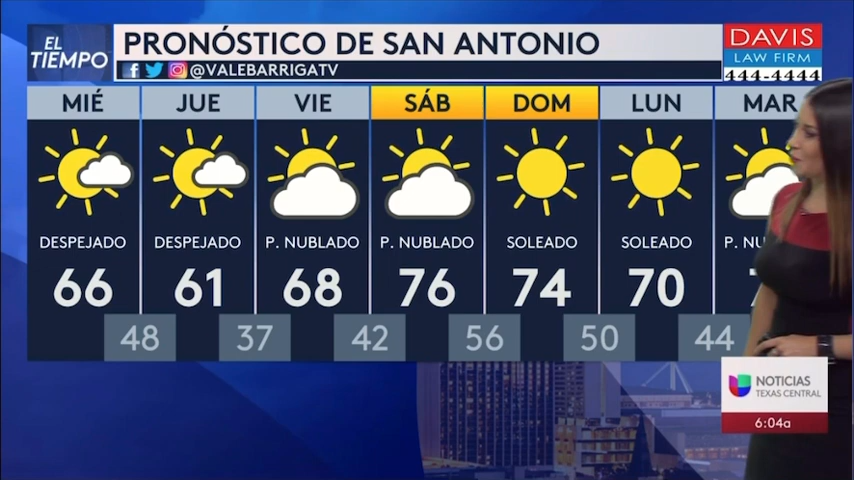 EL TIEMPO
PRONÓSTICO DE SAN ANTONIO
@VALEBARRIGATV
DAVIS
LAW FIRM
444-4444
MIÉ JUE VIE SÁB DOM LUN MAR
DESPEJADO DESPEJADO P. NUBLADO P. NUBLADO SOLEADO SOLEADO P.
66 61 68 76 74 70
48 37 42 56 50 44
NOTICIAS
TEXAS CENTRAL
6:04a